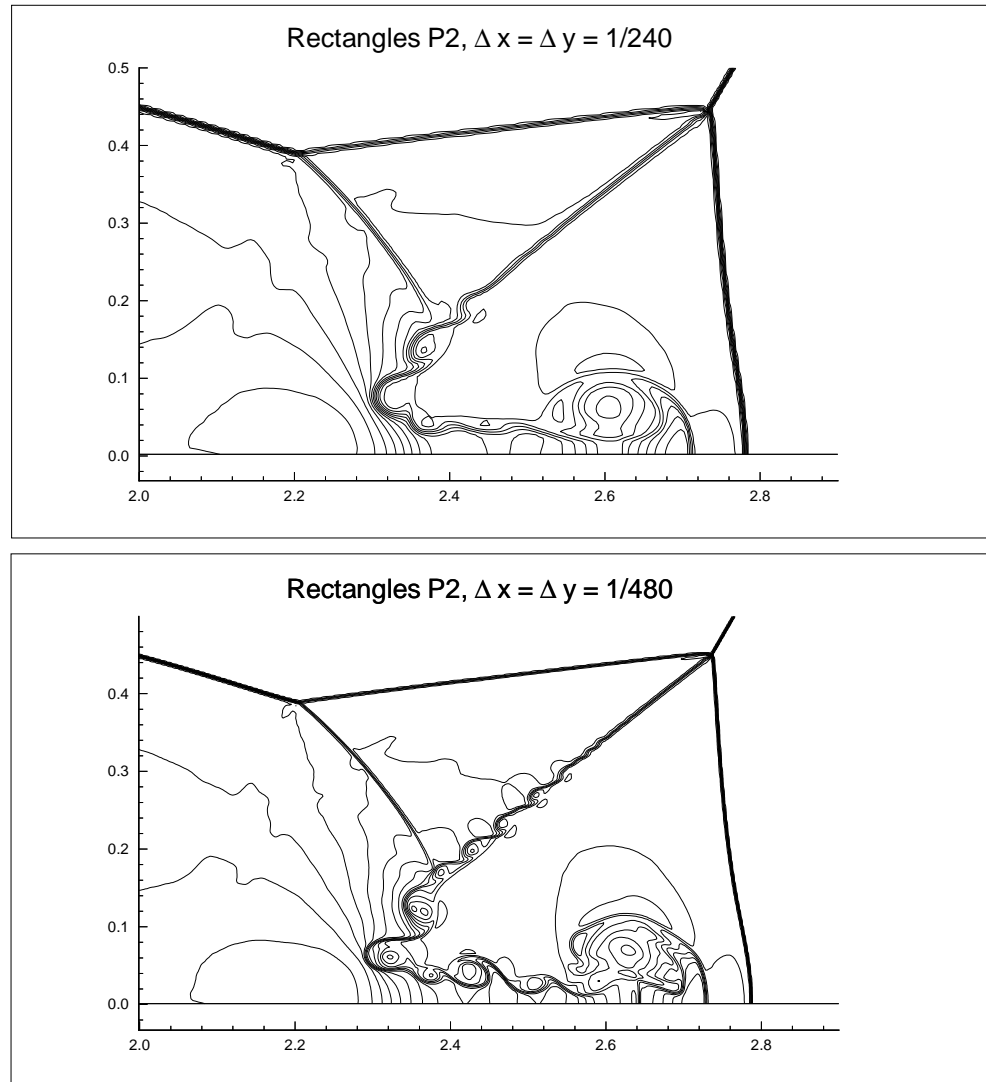 Rectangles P2, Δ x = Δ y = 1/240
0.5
0.4
0.3
0.2
0.1
0.0
2.0 2.2 2.4 2.6 2.8
Rectangles P2, Δ x = Δ y = 1/480
0.4
0.3
0.2
0.1
0.0
2.0 2.2 2.4 2.6 2.8